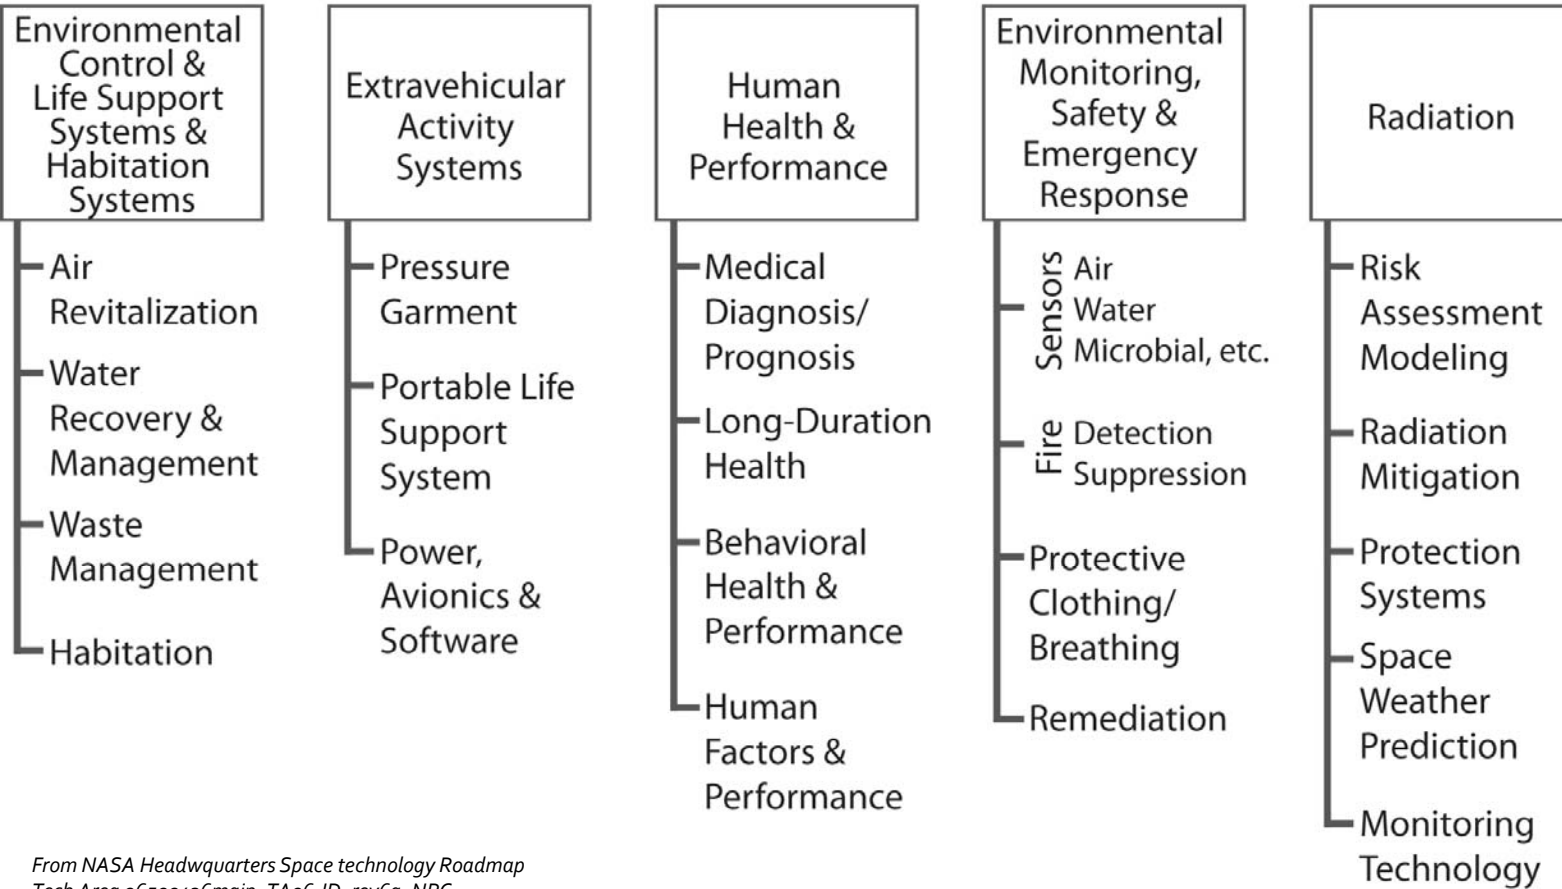 Environmental
Control &
Life Support
Systems &
Habitation
Systems
Air
Revitalization
Water
Recovery &
Management
Waste
Management
Habitation
Extravehicular
Activity
Systems
Pressure
Garment
Portable Life
Support
System
Power,
Avionics &
Software
Human
Health &
Performance
Medical
Diagnosis/
Prognosis
Long-Duration
Health
Behavioral
Health &
Performance
Human
Factors &
Performance
Environmental
Monitoring,
Safety &
Emergency
Response
Sensors
Air
Water
Microbial, etc.
Fire
Detection
Suppression
Protective
Clothing/
Breathing
Remediation
Radiation
Risk
Assessment
Modeling
Radiation
Mitigation
Protection
Systems
Space
Weather
Prediction
Monitoring
Technology
From NASA Headwquarters Space technology Roadmap
Tech Area